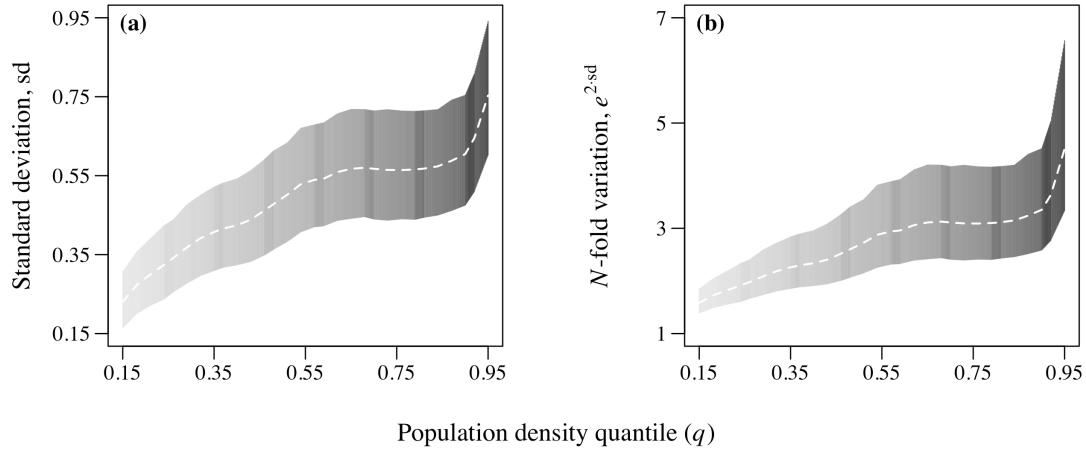 (a)
Standard deviation, sd
0.95
0.75
0.55
0.35
0.15
0.15 0.35 0.55 0.75 0.95
(b)
N-fold variation, e^{2·sd}
7
5
3
1
0.15 0.35 0.55 0.75 0.95
Population density quantile (q)